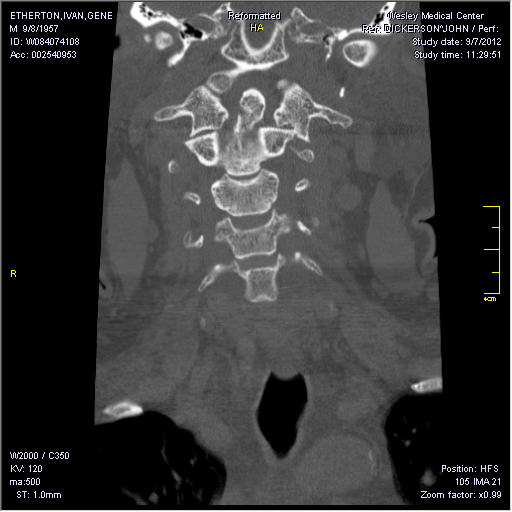 ETHERTON,IVAN,GENE
M 9/8/1957
ID: W084074108
Acc: 002540953
Reformatted
HA
Wesley Medical Center
DICKERSON^JOHN / Perf:
Study date: 9/7/2012
Study time: 11:29:51
R
4cm
W2000 / C350
KV: 120
ma:500
ST: 1.0mm
Position: HFS
105 IMA 21
Zoom factor: x0.99